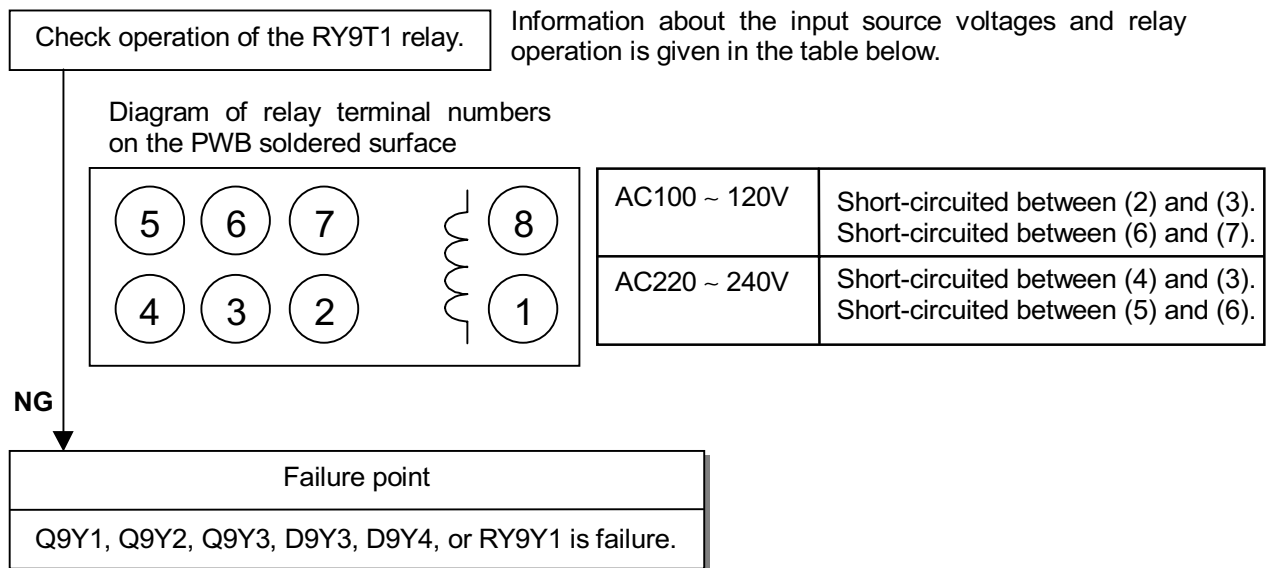 Check operation of the RY9T1 relay.
Information about the input source voltages and relay
operation is given in the table below.
Diagram of relay terminal numbers
on the PWB soldered surface
5 6 7 8
4 3 2 1
AC100 ~ 120V
Short-circuited between (2) and (3).
Short-circuited between (6) and (7).
AC220 ~ 240V
Short-circuited between (4) and (3).
Short-circuited between (5) and (6).
NG
Failure point
Q9Y1, Q9Y2, Q9Y3, D9Y3, D9Y4, or RY9Y1 is failure.